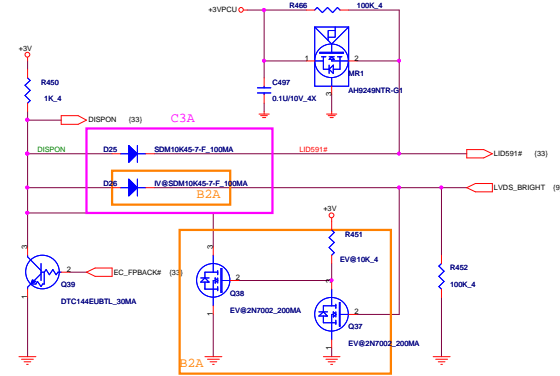 R466 100K_4
+3VPCU
+3V
1 2
MR1
R450
C497
1K_4
AH9249NTR-G1
3
0.1U/10V_4X
DISPON (33)
C3A
DISPON D25 SDM10K45-7-F_100MA LID591# LID591# (33)
D26 IV@SDM10K45-7-F_100MA LVDS_BRIGHT (9
B2A
+3V
R451
3 3
EV@10K_4
R452
2 EC_FPBACK# (33)
2
100K_4
Q39
3
Q38
1
DTC144EUBTL_30MA
1
EV@2N7002_200MA
2
Q37
EV@2N7002_200MA
1
B2A